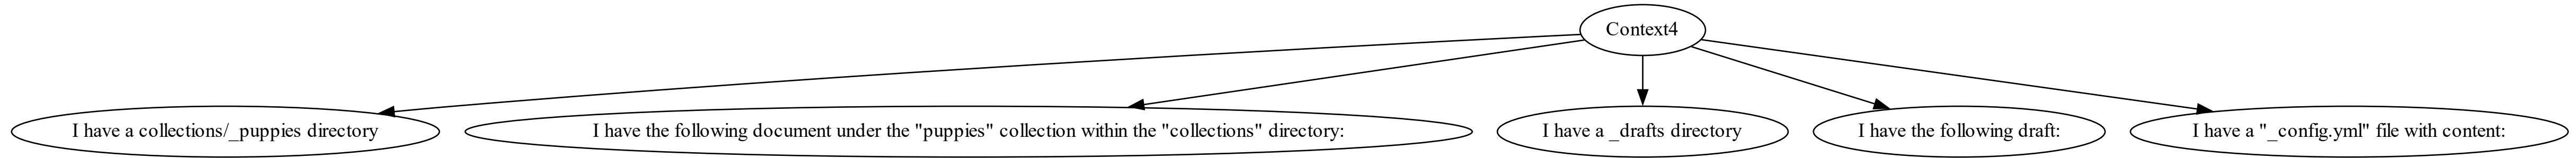 Context4
I have a collections/_puppies directory
I have the following document under the "puppies" collection within the "collections" directory:
I have a _drafts directory
I have the following draft:
I have a "_config.yml" file with content: